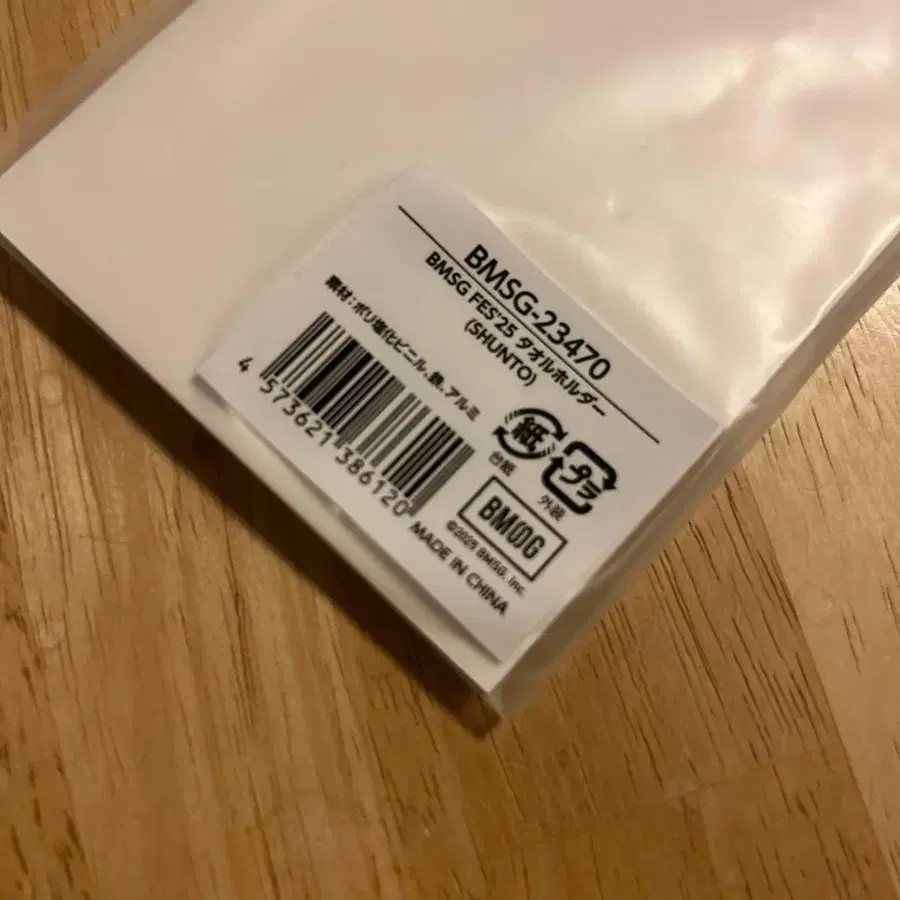 BMSG-23470
BMSG FES'25 タオルホルダー
(SHUNTO)
素材：ポリ塩化ビニル、鉄、アルミ
4 573621 386120
紙
台紙
プラ
外装
BMSG
©2025 BMSG, Inc.
MADE IN CHINA